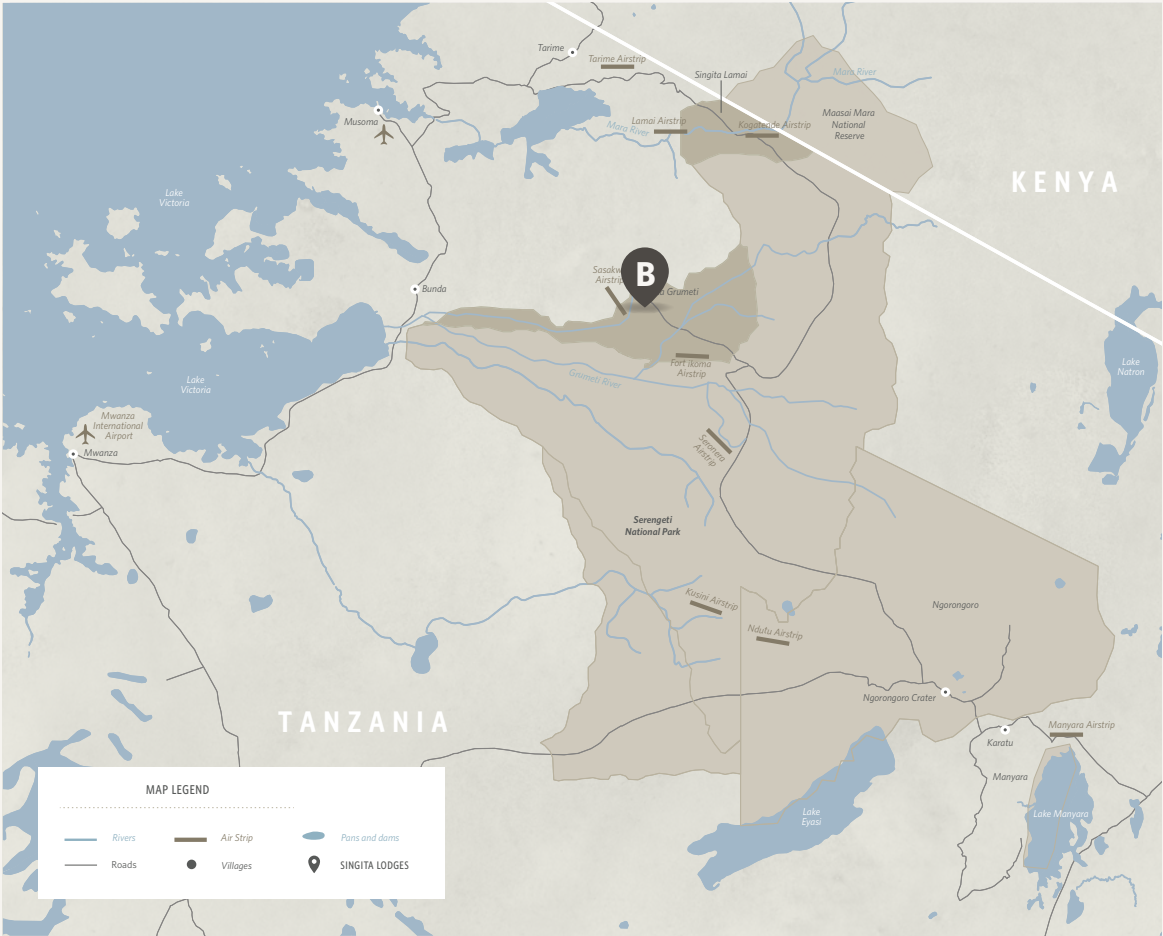 Tarime
Tarime Airstrip
Singita Lamai
Mara River
Musoma
Mara River
Lamai Airstrip
Kogatende Airstrip
Maasai Mara
National
Reserve
KENYA
Lake
Victoria
B
Airstrip
Grumeti
Bunda
Lake
Natron
Fort Ikoma
Airstrip
Grumeti River
Lake
Victoria
Mwanza
International
Airport
Mwanza
Seronera
Airstrip
Serengeti
National Park
Kusini Airstrip
Ngorongoro
Ndutu Airstrip
Ngorongoro Crater
TANZANIA
Manyara Airstrip
Karatu
Manyara
Lake
Eyasi
Lake Manyara
MAP LEGEND
Rivers
Air Strip
Pans and dams
Roads
Villages
SINGITA LODGES